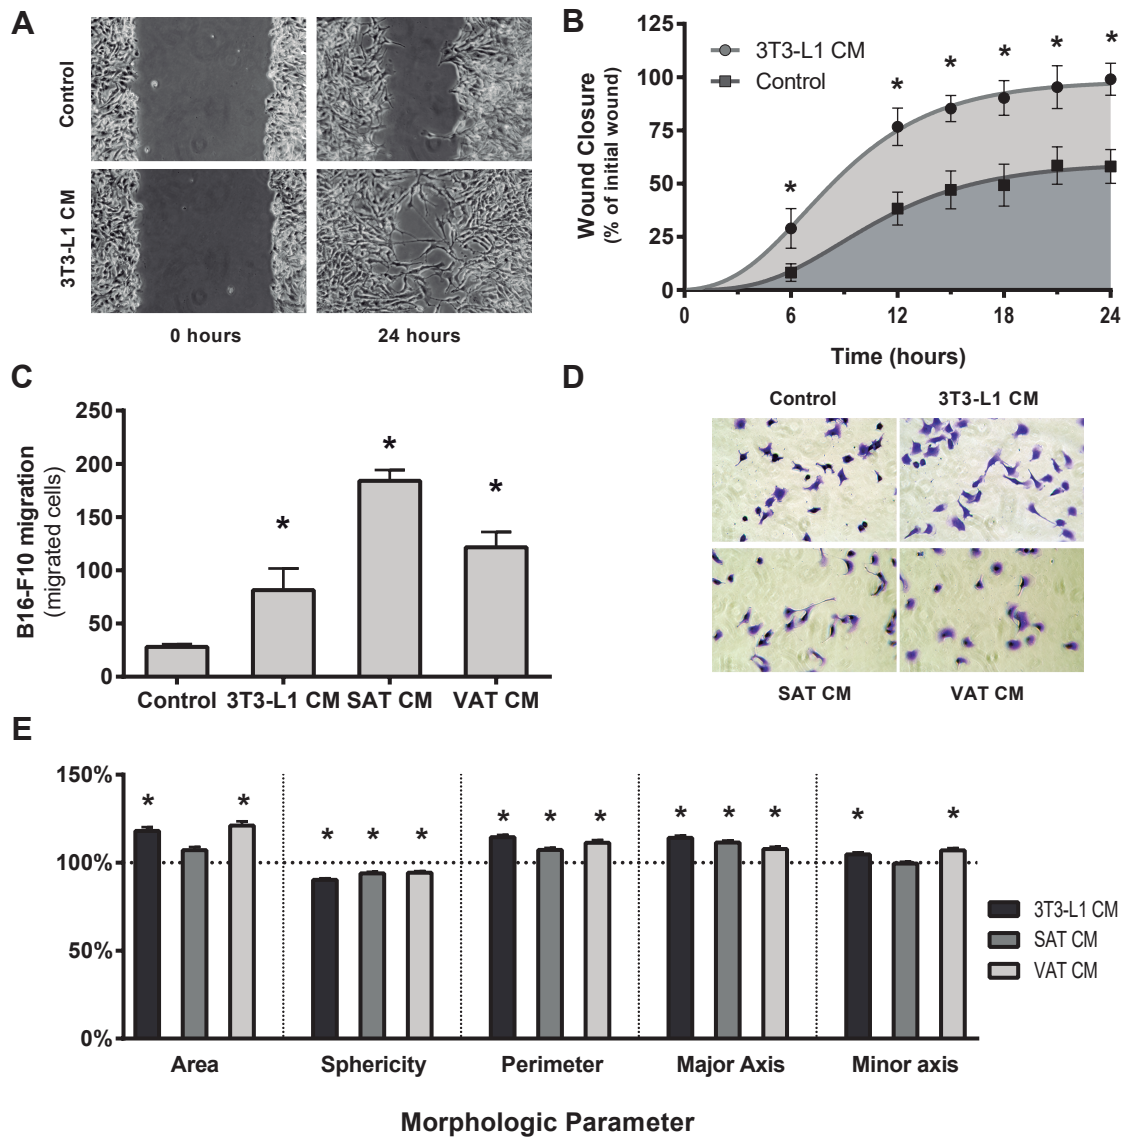 A
Control
3T3-L1 CM
0 hours
24 hours
B
Wound Closure
(% of initial wound)
125
100
75
50
25
0
3T3-L1 CM
Control
*
*
*
*
*
*
0
6
12
18
24
Time (hours)
C
B16-F10 migration
(migrated cells)
250
200
150
100
50
0
*
*
*
Control
3T3-L1 CM
SAT CM
VAT CM
D
Control
3T3-L1 CM
SAT CM
VAT CM
E
150%
100%
50%
0%
* *
* * *
* * *
* * *
* *
3T3-L1 CM
SAT CM
VAT CM
Area
Sphericity
Perimeter
Major Axis
Minor axis
Morphologic Parameter